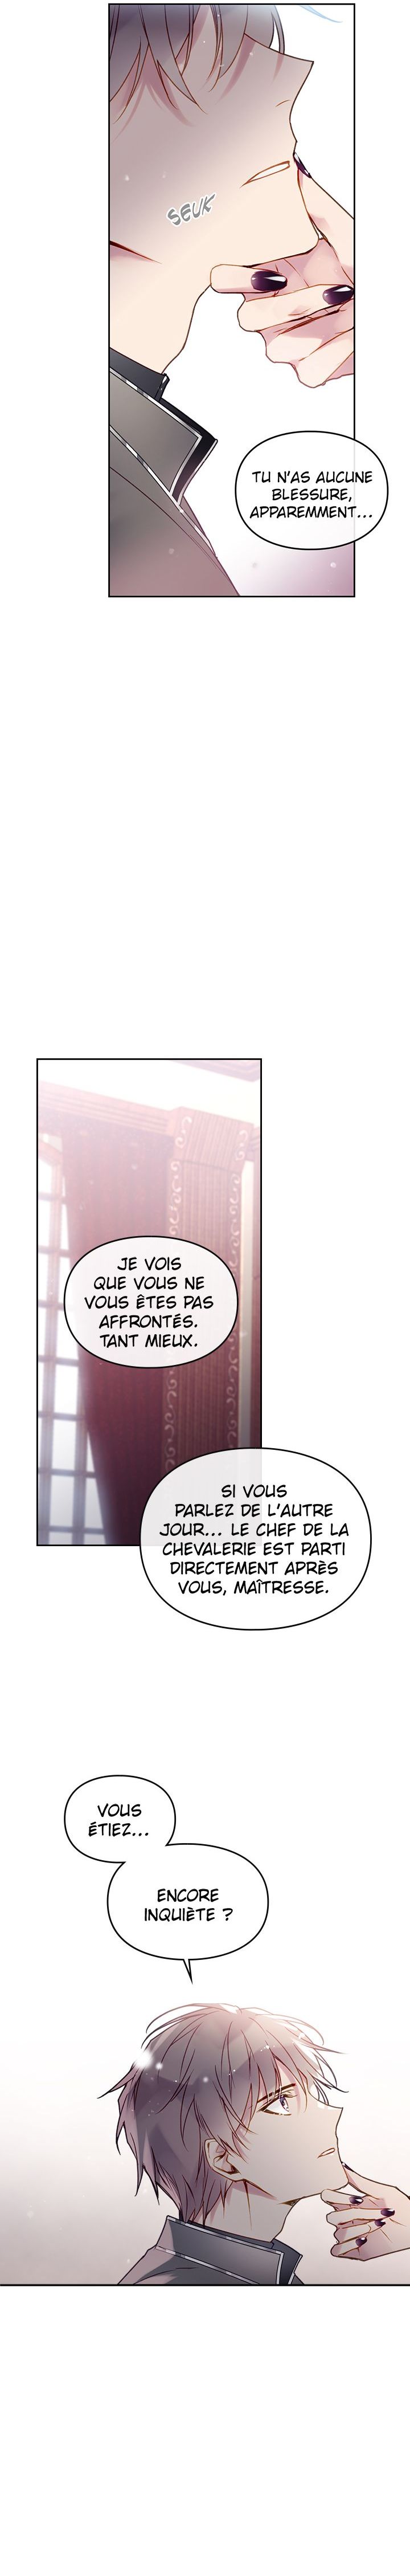 SEUK
TU N'AS AUCUNE
BLESSURE,
APPAREMMENT...
JE VOIS
QUE VOUS NE
VOUS ÊTES PAS
AFFRONTÉS.
TANT MIEUX.
SI VOUS
PARLEZ DE L'AUTRE
JOUR... LE CHEF DE LA
CHEVALERIE EST PARTI
DIRECTEMENT APRÈS
VOUS, MAÎTRESSE.
VOUS
ÉTIEZ...
ENCORE
INQUIÈTE ?